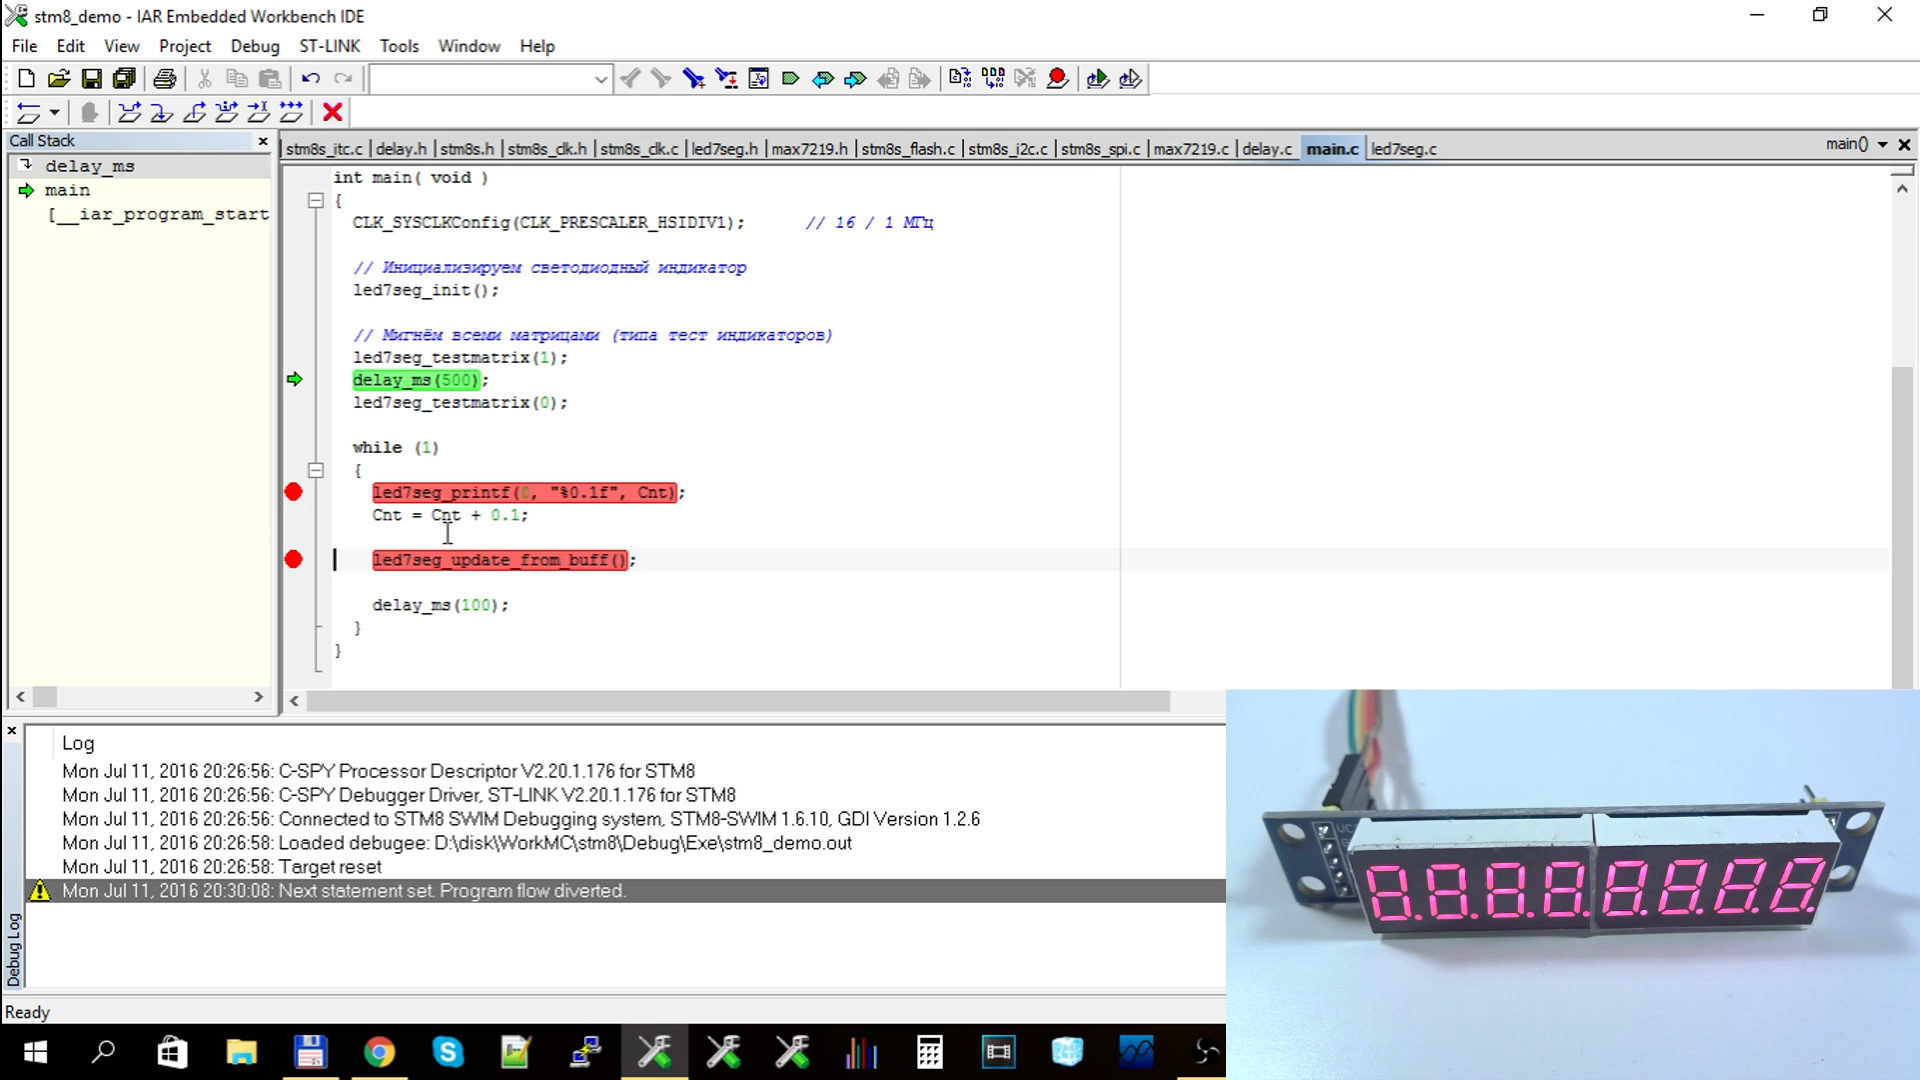 stm8_demo - IAR Embedded Workbench IDE
File Edit View Project Debug ST-LINK Tools Window Help
Call Stack
delay_ms
main
[__iar_program_start
stm8s_itc.c | delay.h | stm8s.h | stm8s_clk.h | stm8s_clk.c | led7seg.h | max7219.h | stm8s_flash.c | stm8s_i2c.c | stm8s_spi.c | max7219.c | delay.c main.c led7seg.c
main()
int main( void )
{
CLK_SYSCLKConfig(CLK_PRESCALER_HSIDIV1); // 16 / 1 МГц
// Инициализируем светодиодный индикатор
led7seg_init();
// Мигнём всеми матрицами (типа тест индикаторов)
led7seg_testmatrix(1);
delay_ms(500);
led7seg_testmatrix(0);
while (1)
{
led7seg_printf(0, "%0.1f", Cnt);
Cnt = Cnt + 0.1;
led7seg_update_from_buff();
delay_ms(100);
}
}
Log
Mon Jul 11, 2016 20:26:56: C-SPY Processor Descriptor V2.20.1.176 for STM8
Mon Jul 11, 2016 20:26:56: C-SPY Debugger Driver, ST-LINK V2.20.1.176 for STM8
Mon Jul 11, 2016 20:26:56: Connected to STM8 SWIM Debugging system, STM8-SWIM 1.6.10, GDI Version 1.2.6
Mon Jul 11, 2016 20:26:58: Loaded debugee: D:\disk\WorkMC\stm8\Debug\Exe\stm8_demo.out
Mon Jul 11, 2016 20:26:58: Target reset
Mon Jul 11, 2016 20:30:08: Next statement set. Program flow diverted.
Debug Log
Ready
8.8.8.8.8.8.8.8.